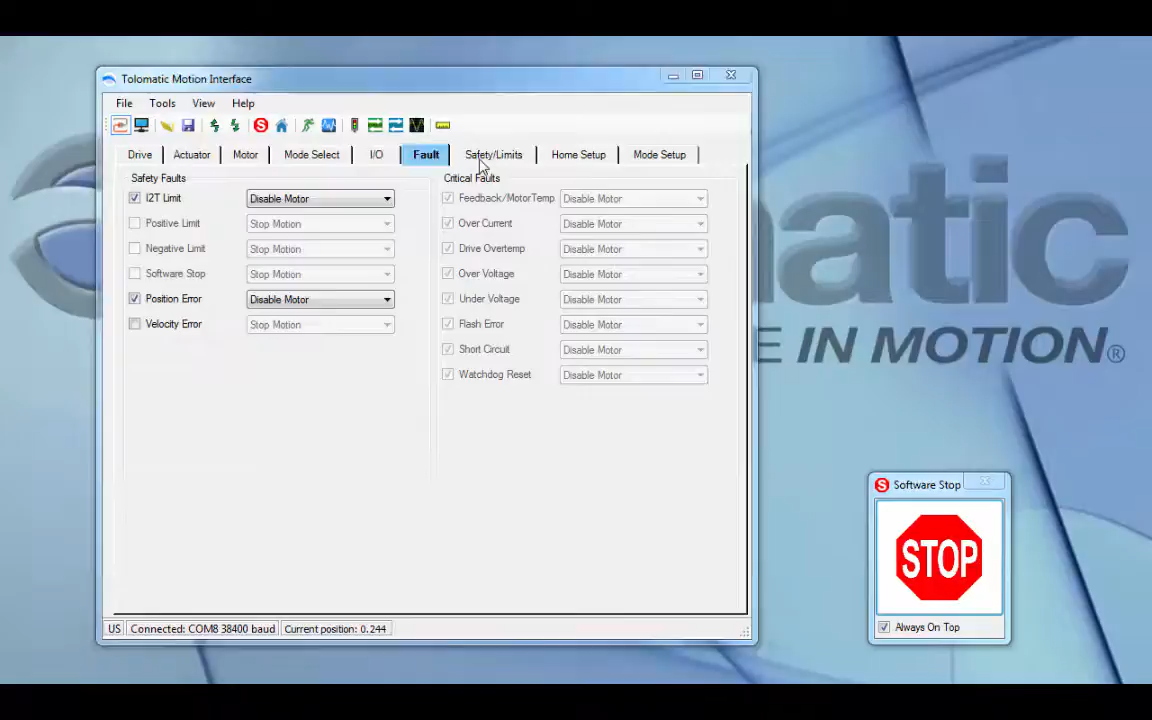 Tolomatic Motion Interface
File Tools View Help
Drive Actuator Motor Mode Select I/O Fault Safety/Limits Home Setup Mode Setup
Safety Faults
I2T Limit Disable Motor
Positive Limit Stop Motion
Negative Limit Stop Motion
Software Stop Stop Motion
Position Error Disable Motor
Velocity Error Stop Motion
Critical Faults
Feedback/MotorTemp Disable Motor
Over Current Disable Motor
Drive Overtemp Disable Motor
Over Voltage Disable Motor
Under Voltage Disable Motor
Flash Error Disable Motor
Short Circuit Disable Motor
Watchdog Reset Disable Motor
US Connected: COM8 38400 baud Current position: 0.244
matic
E IN MOTION®
S Software Stop
STOP
Always On Top